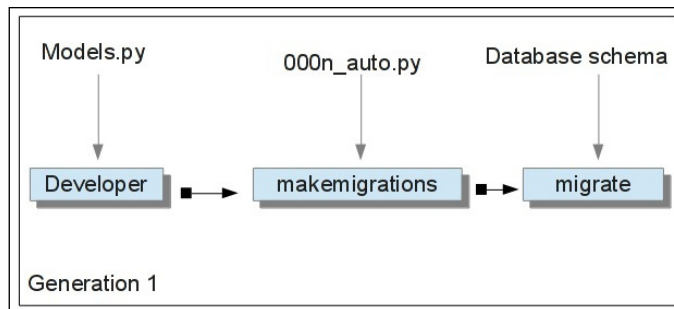 Models.py
000n_auto.py
Database schema
Developer
makemigrations
migrate
Generation 1